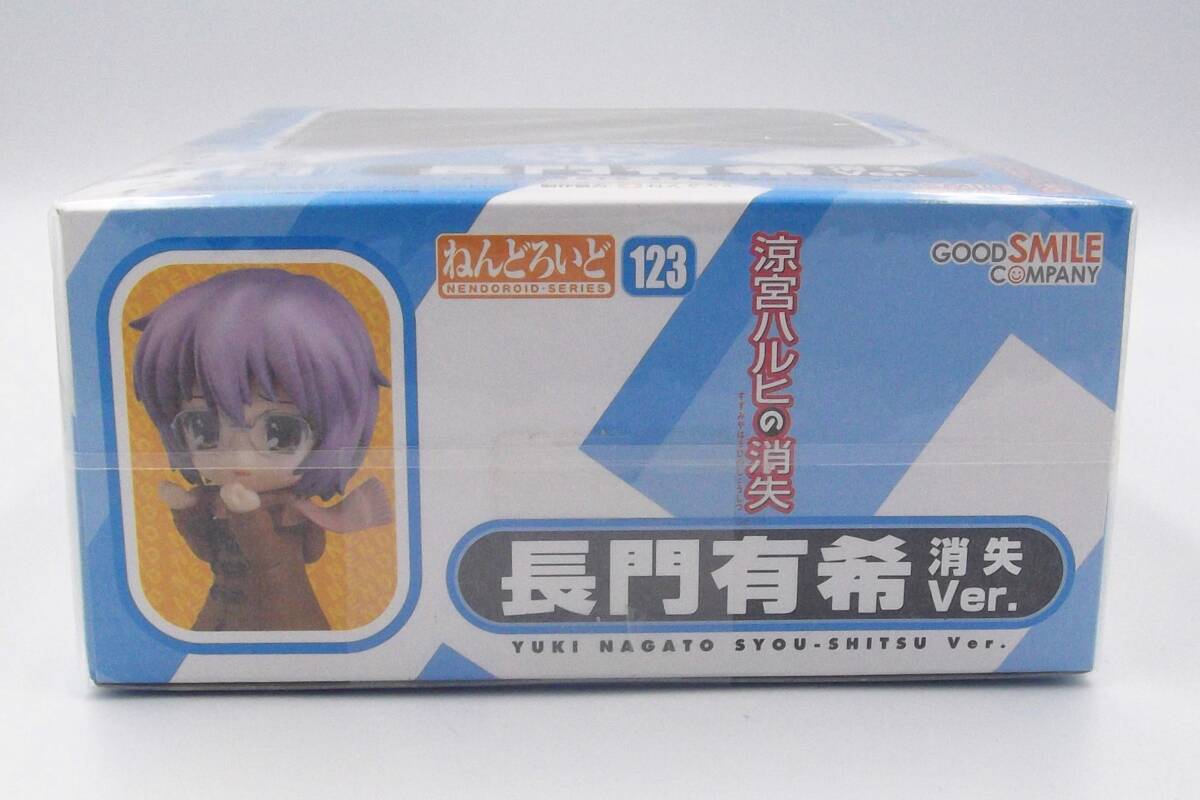 ねんどろいど
NENDOROID·SERIES
123
涼宮ハルヒの消失
GOOD SMILE
COMPANY
長門有希 消失
Ver.
YUKI NAGATO SYOU-SHITSU Ver.